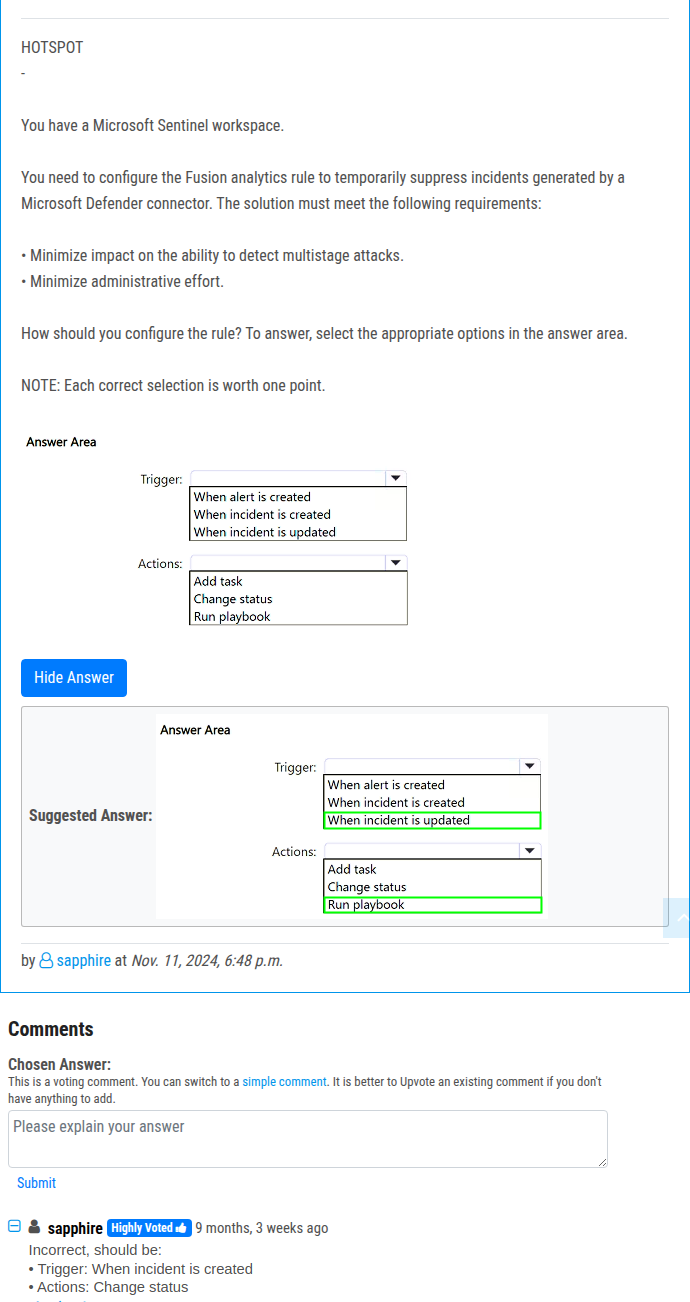 HOTSPOT
-
You have a Microsoft Sentinel workspace.
You need to configure the Fusion analytics rule to temporarily suppress incidents generated by a
Microsoft Defender connector. The solution must meet the following requirements:
• Minimize impact on the ability to detect multistage attacks.
• Minimize administrative effort.
How should you configure the rule? To answer, select the appropriate options in the answer area.
NOTE: Each correct selection is worth one point.
Answer Area
Trigger:
When alert is created
When incident is created
When incident is updated
Actions:
Add task
Change status
Run playbook
Hide Answer
Suggested Answer:
Answer Area
Trigger:
When alert is created
When incident is created
When incident is updated
Actions:
Add task
Change status
Run playbook
by sapphire at Nov. 11, 2024, 6:48 p.m.
Comments
Chosen Answer:
This is a voting comment. You can switch to a simple comment. It is better to Upvote an existing comment if you don't
have anything to add.
Please explain your answer
Submit
sapphire Highly Voted 9 months, 3 weeks ago
Incorrect, should be:
• Trigger: When incident is created
• Actions: Change status